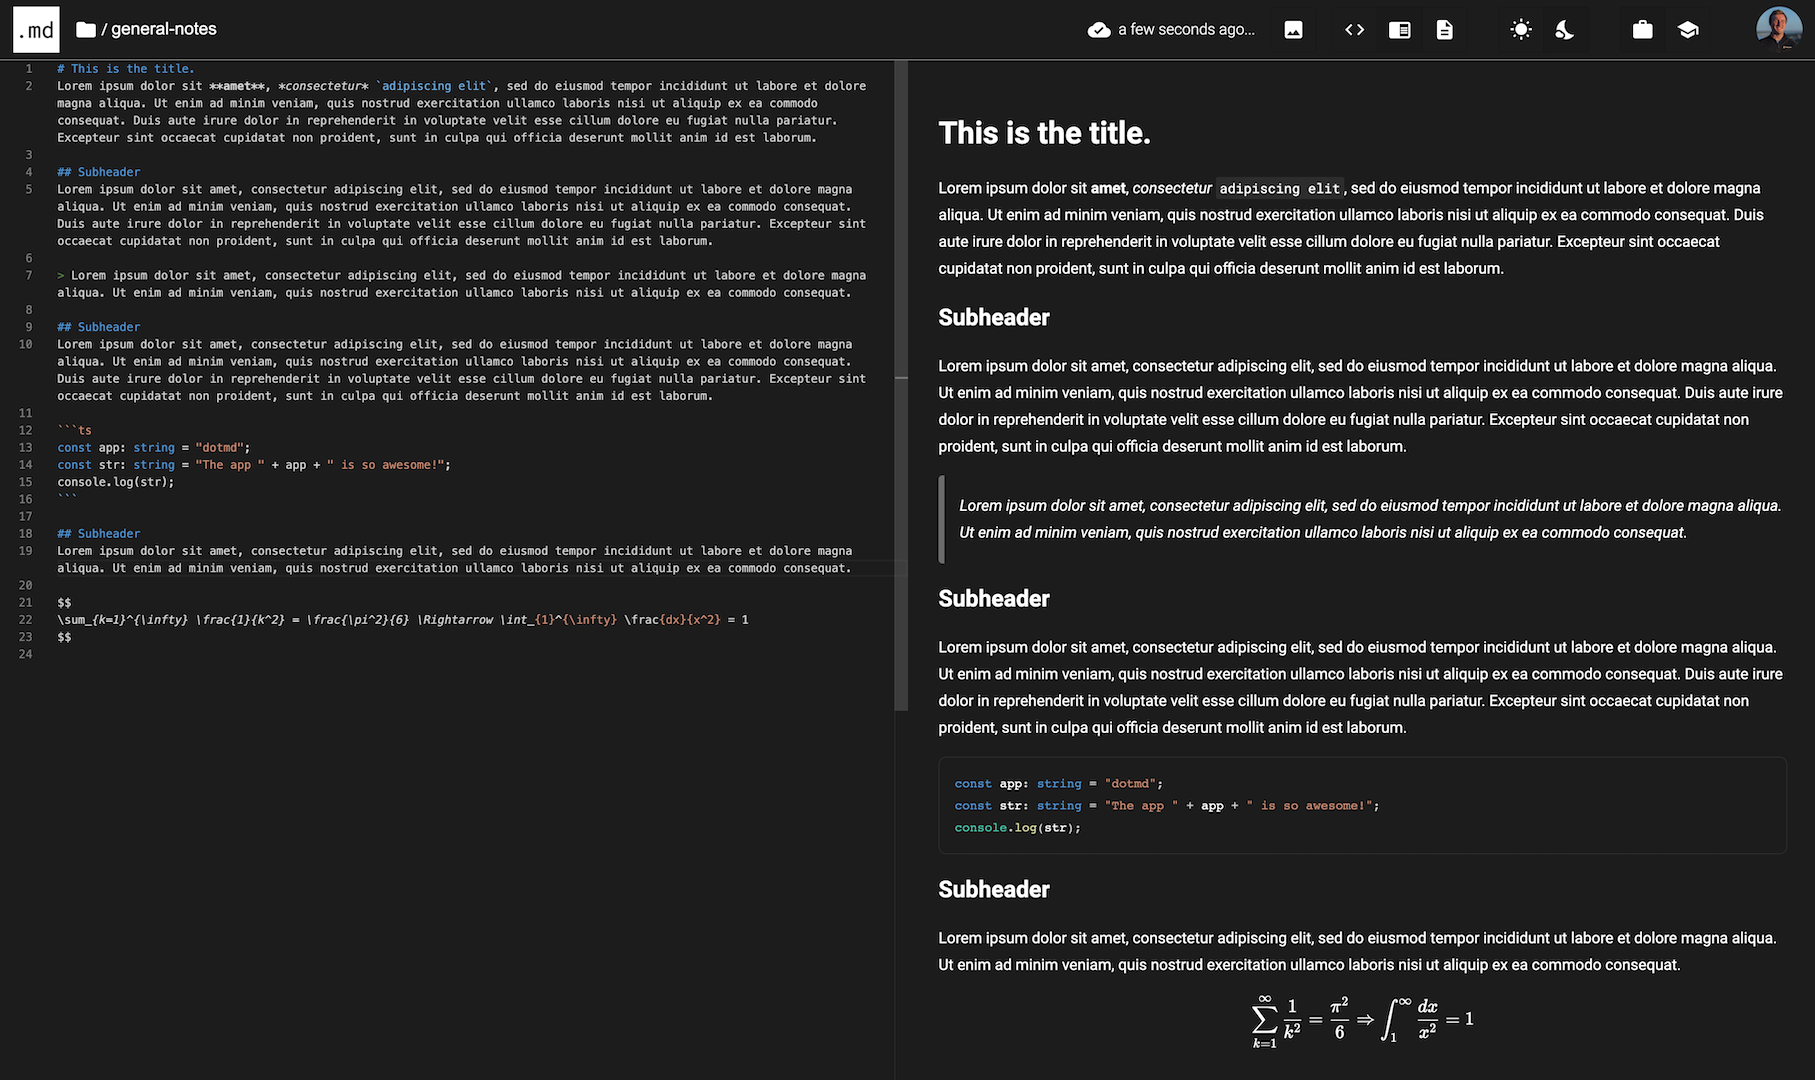 .md / general-notes a few seconds ago...
1 # This is the title.
2 Lorem ipsum dolor sit **amet**, *consectetur* `adipiscing elit`, sed do eiusmod tempor incididunt ut labore et dolore
magna aliqua. Ut enim ad minim veniam, quis nostrud exercitation ullamco laboris nisi ut aliquip ex ea commodo
consequat. Duis aute irure dolor in reprehenderit in voluptate velit esse cillum dolore eu fugiat nulla pariatur.
Excepteur sint occaecat cupidatat non proident, sunt in culpa qui officia deserunt mollit anim id est laborum.
3
4 ## Subheader
5 Lorem ipsum dolor sit amet, consectetur adipiscing elit, sed do eiusmod tempor incididunt ut labore et dolore magna
aliqua. Ut enim ad minim veniam, quis nostrud exercitation ullamco laboris nisi ut aliquip ex ea commodo consequat.
Duis aute irure dolor in reprehenderit in voluptate velit esse cillum dolore eu fugiat nulla pariatur. Excepteur sint
occaecat cupidatat non proident, sunt in culpa qui officia deserunt mollit anim id est laborum.
6
7 > Lorem ipsum dolor sit amet, consectetur adipiscing elit, sed do eiusmod tempor incididunt ut labore et dolore magna
aliqua. Ut enim ad minim veniam, quis nostrud exercitation ullamco laboris nisi ut aliquip ex ea commodo consequat.
8
9 ## Subheader
10 Lorem ipsum dolor sit amet, consectetur adipiscing elit, sed do eiusmod tempor incididunt ut labore et dolore magna
aliqua. Ut enim ad minim veniam, quis nostrud exercitation ullamco laboris nisi ut aliquip ex ea commodo consequat.
Duis aute irure dolor in reprehenderit in voluptate velit esse cillum dolore eu fugiat nulla pariatur. Excepteur sint
occaecat cupidatat non proident, sunt in culpa qui officia deserunt mollit anim id est laborum.
11
12 ```ts
13 const app: string = "dotmd";
14 const str: string = "The app " + app + " is so awesome!";
15 console.log(str);
16 ```
17
18 ## Subheader
19 Lorem ipsum dolor sit amet, consectetur adipiscing elit, sed do eiusmod tempor incididunt ut labore et dolore magna
aliqua. Ut enim ad minim veniam, quis nostrud exercitation ullamco laboris nisi ut aliquip ex ea commodo consequat.
20
21 $$
22 \sum_{k=1}^{\infty} \frac{1}{k^2} = \frac{\pi^2}{6} \Rightarrow \int_{1}^{\infty} \frac{dx}{x^2} = 1
23 $$
24
This is the title.
Lorem ipsum dolor sit amet, consectetur adipiscing elit, sed do eiusmod tempor incididunt ut labore et dolore magna
aliqua. Ut enim ad minim veniam, quis nostrud exercitation ullamco laboris nisi ut aliquip ex ea commodo consequat. Duis
aute irure dolor in reprehenderit in voluptate velit esse cillum dolore eu fugiat nulla pariatur. Excepteur sint occaecat
cupidatat non proident, sunt in culpa qui officia deserunt mollit anim id est laborum.
Subheader
Lorem ipsum dolor sit amet, consectetur adipiscing elit, sed do eiusmod tempor incididunt ut labore et dolore magna aliqua.
Ut enim ad minim veniam, quis nostrud exercitation ullamco laboris nisi ut aliquip ex ea commodo consequat. Duis aute irure
dolor in reprehenderit in voluptate velit esse cillum dolore eu fugiat nulla pariatur. Excepteur sint occaecat cupidatat non
proident, sunt in culpa qui officia deserunt mollit anim id est laborum.
Lorem ipsum dolor sit amet, consectetur adipiscing elit, sed do eiusmod tempor incididunt ut labore et dolore magna aliqua.
Ut enim ad minim veniam, quis nostrud exercitation ullamco laboris nisi ut aliquip ex ea commodo consequat.
Subheader
Lorem ipsum dolor sit amet, consectetur adipiscing elit, sed do eiusmod tempor incididunt ut labore et dolore magna aliqua.
Ut enim ad minim veniam, quis nostrud exercitation ullamco laboris nisi ut aliquip ex ea commodo consequat. Duis aute irure
dolor in reprehenderit in voluptate velit esse cillum dolore eu fugiat nulla pariatur. Excepteur sint occaecat cupidatat non
proident, sunt in culpa qui officia deserunt mollit anim id est laborum.
const app: string = "dotmd";
const str: string = "The app " + app + " is so awesome!";
console.log(str);
Subheader
Lorem ipsum dolor sit amet, consectetur adipiscing elit, sed do eiusmod tempor incididunt ut labore et dolore magna aliqua.
Ut enim ad minim veniam, quis nostrud exercitation ullamco laboris nisi ut aliquip ex ea commodo consequat.
∑_{k=1}^{∞} 1/k² = π²/6 ⇒ ∫_1^∞ dx/x² = 1